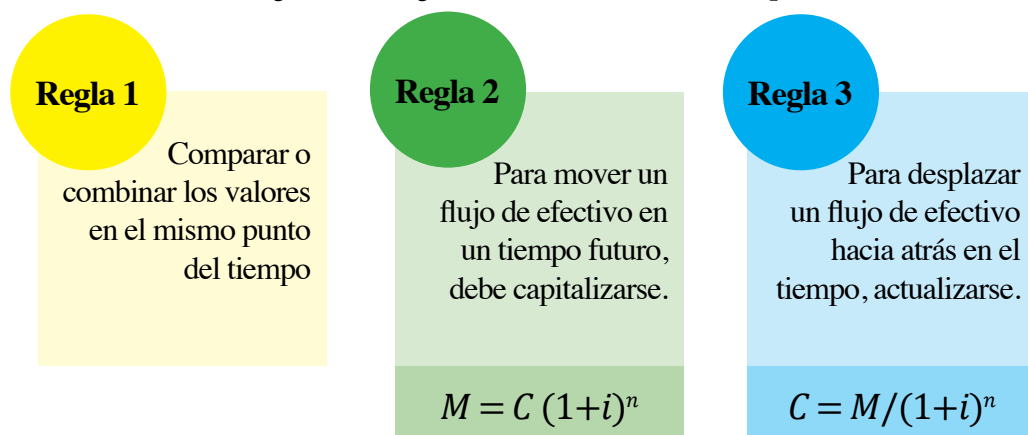 Regla 1
Comparar o
combinar los valores
en el mismo punto
del tiempo
Regla 2
Para mover un
flujo de efectivo en
un tiempo futuro,
debe capitalizarse.
M = C (1+i)ⁿ
Regla 3
Para desplazar
un flujo de efectivo
hacia atrás en el
tiempo, actualizarse.
C = M/(1+i)ⁿ